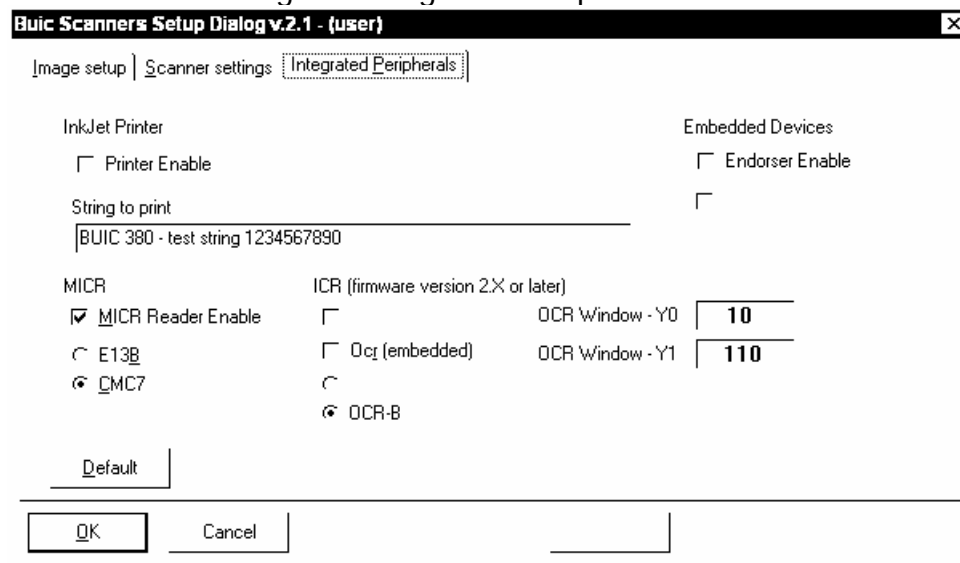 Buic Scanners Setup Dialog v.2.1 - (user)
Image setup Scanner settings Integrated Peripherals
InkJet Printer Embedded Devices
Printer Enable Endorser Enable
String to print
BUIC 380 - test string 1234567890
MICR ICR (firmware version 2.X or later)
MICR Reader Enable OCR Window - Y0 10
E13B Ocr (embedded) OCR Window - Y1 110
CMC7
OCR-B
Default
OK Cancel